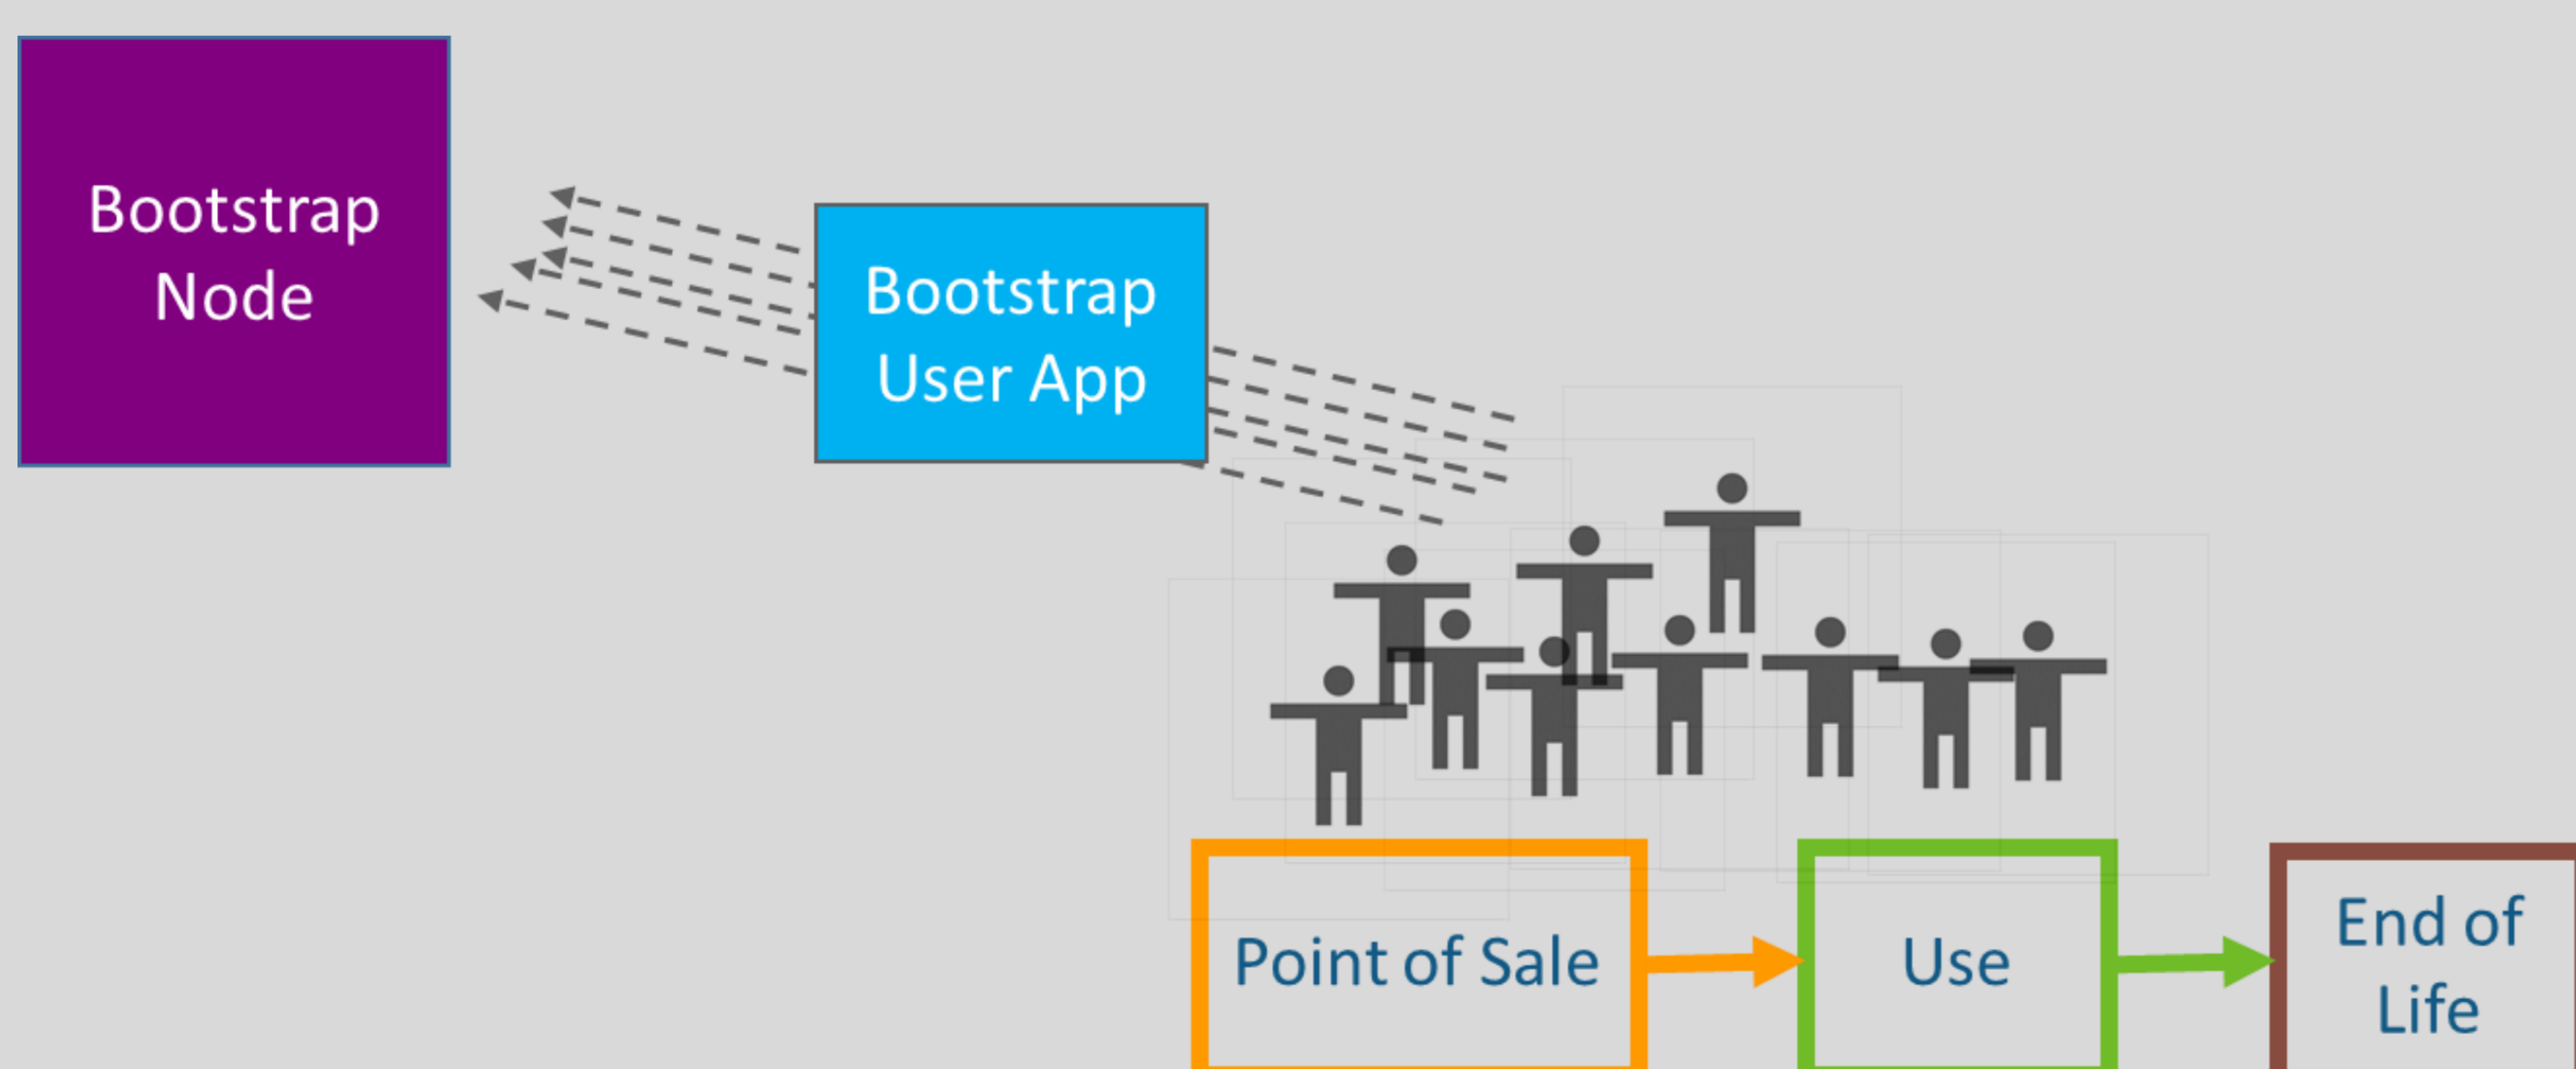 Bootstrap
Node
Bootstrap
User App
Point of Sale
Use
End of
Life